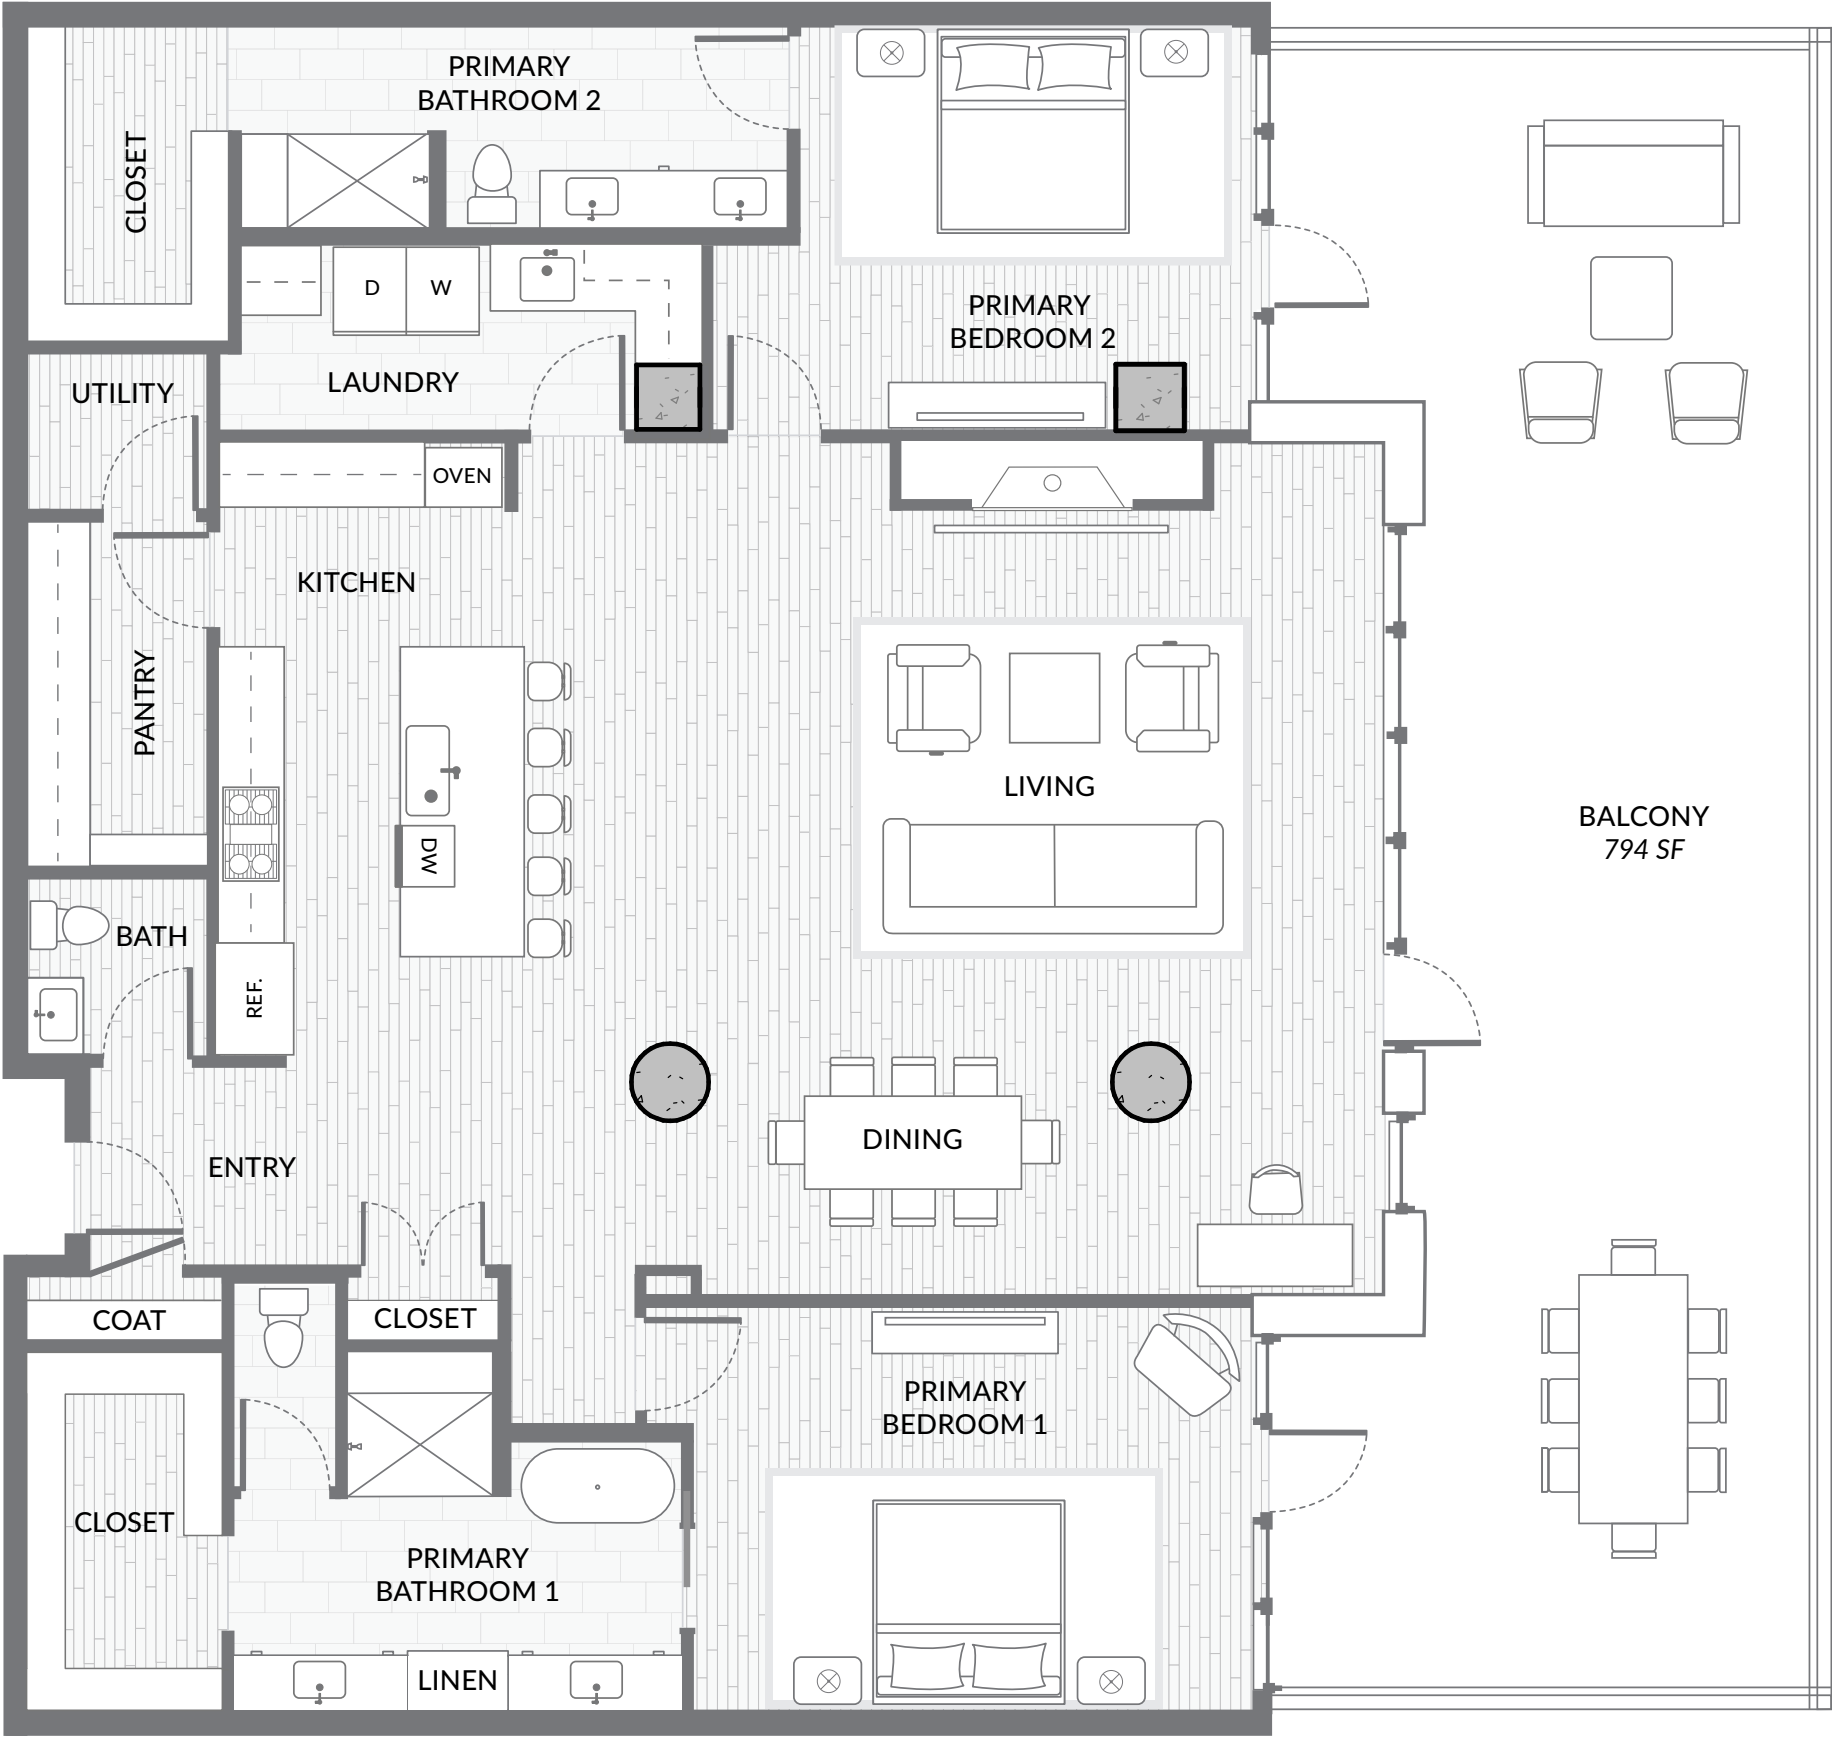 PRIMARY
BATHROOM 2
CLOSET
D
W
PRIMARY
BEDROOM 2
UTILITY
LAUNDRY
OVEN
KITCHEN
PANTRY
LIVING
BALCONY
794 SF
DW
BATH
REF.
DINING
ENTRY
COAT
CLOSET
PRIMARY
BEDROOM 1
CLOSET
PRIMARY
BATHROOM 1
LINEN